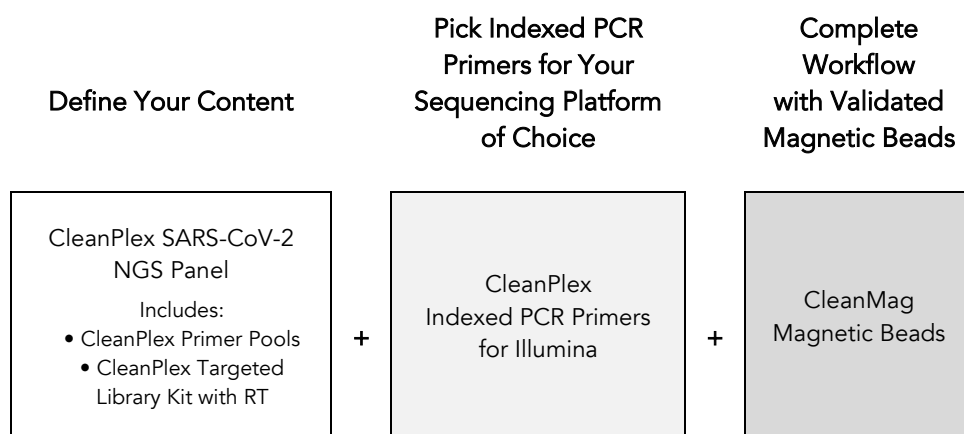 Define Your Content
Pick Indexed PCR
Primers for Your
Sequencing Platform
of Choice
Complete
Workflow
with Validated
Magnetic Beads
CleanPlex SARS-CoV-2
NGS Panel
Includes:
• CleanPlex Primer Pools
• CleanPlex Targeted
Library Kit with RT
+
CleanPlex
Indexed PCR Primers
for Illumina
+
CleanMag
Magnetic Beads